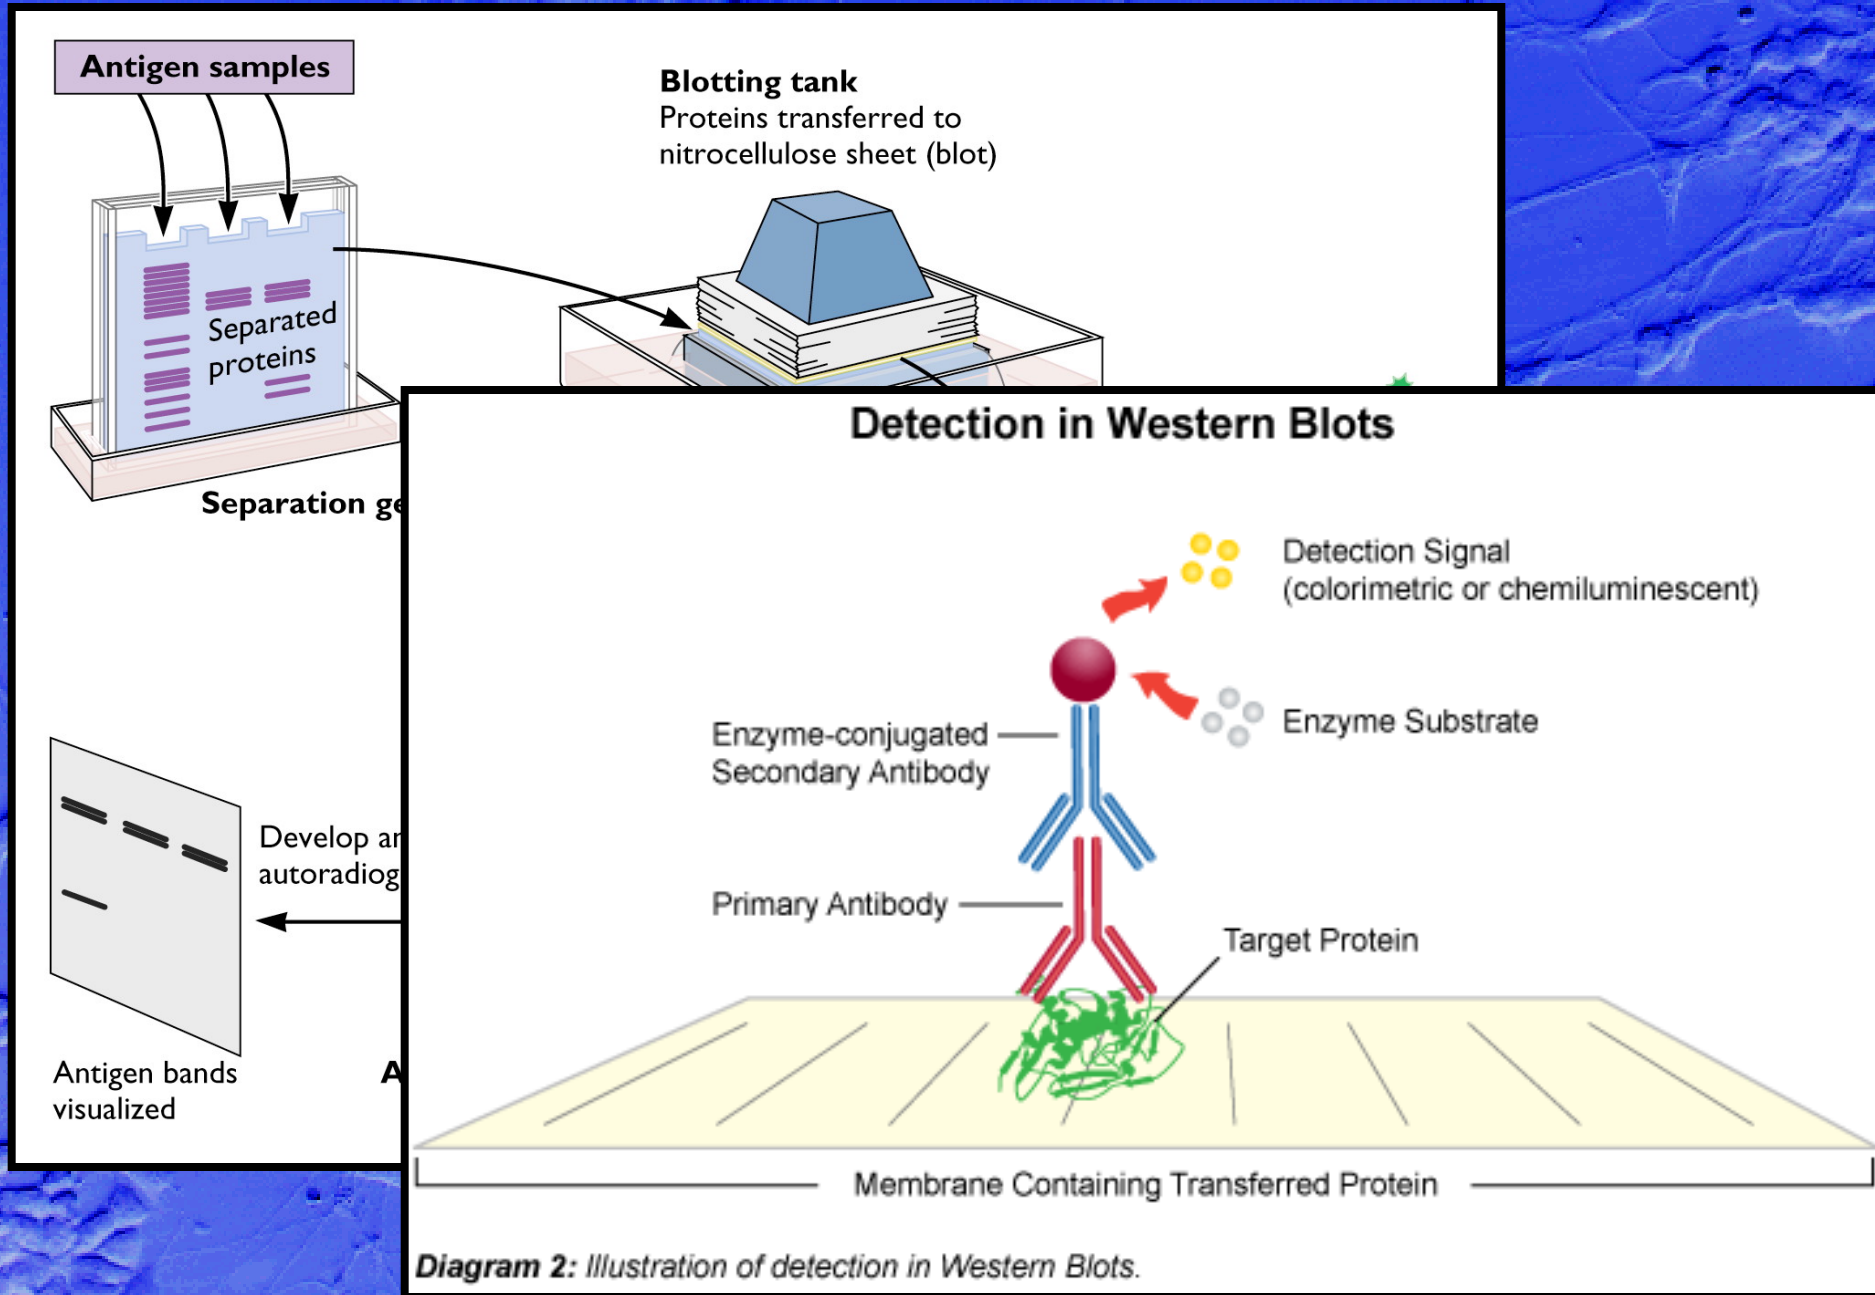 Antigen samples
Blotting tank
Proteins transferred to
nitrocellulose sheet (blot)
Separated
proteins
Separation
Develop
Antigen bands
visualized
Detection in Western Blots
Detection Signal
(colorimetric or chemiluminescent)
Enzyme Substrate
Enzyme-conjugated
Secondary Antibody
Primary Antibody
Target Protein
Membrane Containing Transferred Protein
Diagram 2: Illustration of detection in Western Blots.